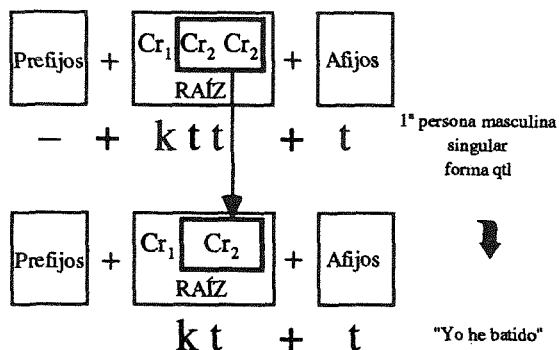 Prefijos + Cr1 Cr2 Cr2 + Afijos
RAÍZ
– + k t t + t
1ª persona masculina
singular
forma qtl
Prefijos + Cr1 Cr2 + Afijos
RAÍZ
k t + t
"Yo he batido"